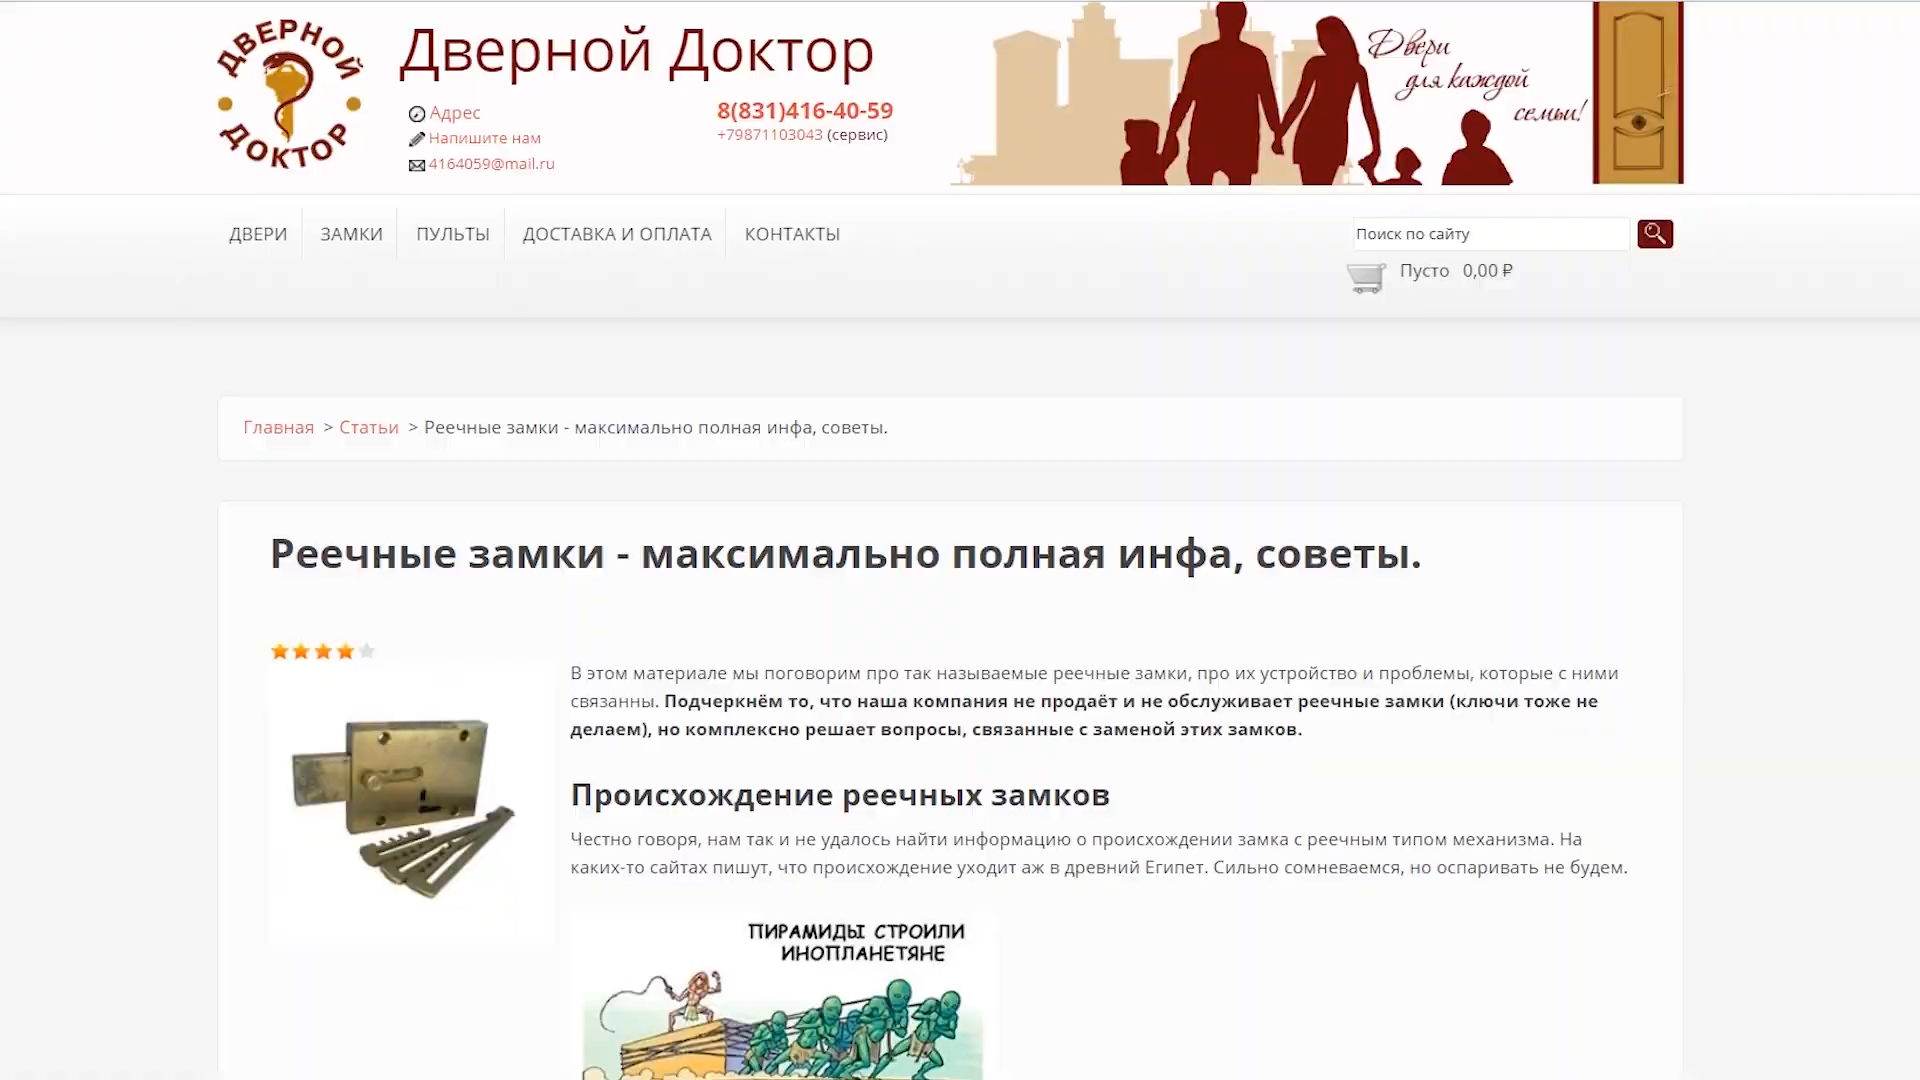 ДВЕРНОЙ
ДОКТОР
Дверной Доктор
Адрес
Напишите нам
4164059@mail.ru
8(831)416-40-59
+79871103043 (сервис)
Двери
для каждой
семьи!
ДВЕРИ
ЗАМКИ
ПУЛЬТЫ
ДОСТАВКА И ОПЛАТА
КОНТАКТЫ
Поиск по сайту
Пусто 0,00 ₽
Главная > Статьи > Реечные замки - максимально полная инфа, советы.
Реечные замки - максимально полная инфа, советы.
В этом материале мы поговорим про так называемые реечные замки, про их устройство и проблемы, которые с ними
связанны. Подчеркнём то, что наша компания не продаёт и не обслуживает реечные замки (ключи тоже не
делаем), но комплексно решает вопросы, связанные с заменой этих замков.
Происхождение реечных замков
Честно говоря, нам так и не удалось найти информацию о происхождении замка с реечным типом механизма. На
каких-то сайтах пишут, что происхождение уходит аж в древний Египет. Сильно сомневаемся, но оспаривать не будем.
ПИРАМИДЫ СТРОИЛИ
ИНОПЛАНЕТЯНЕ